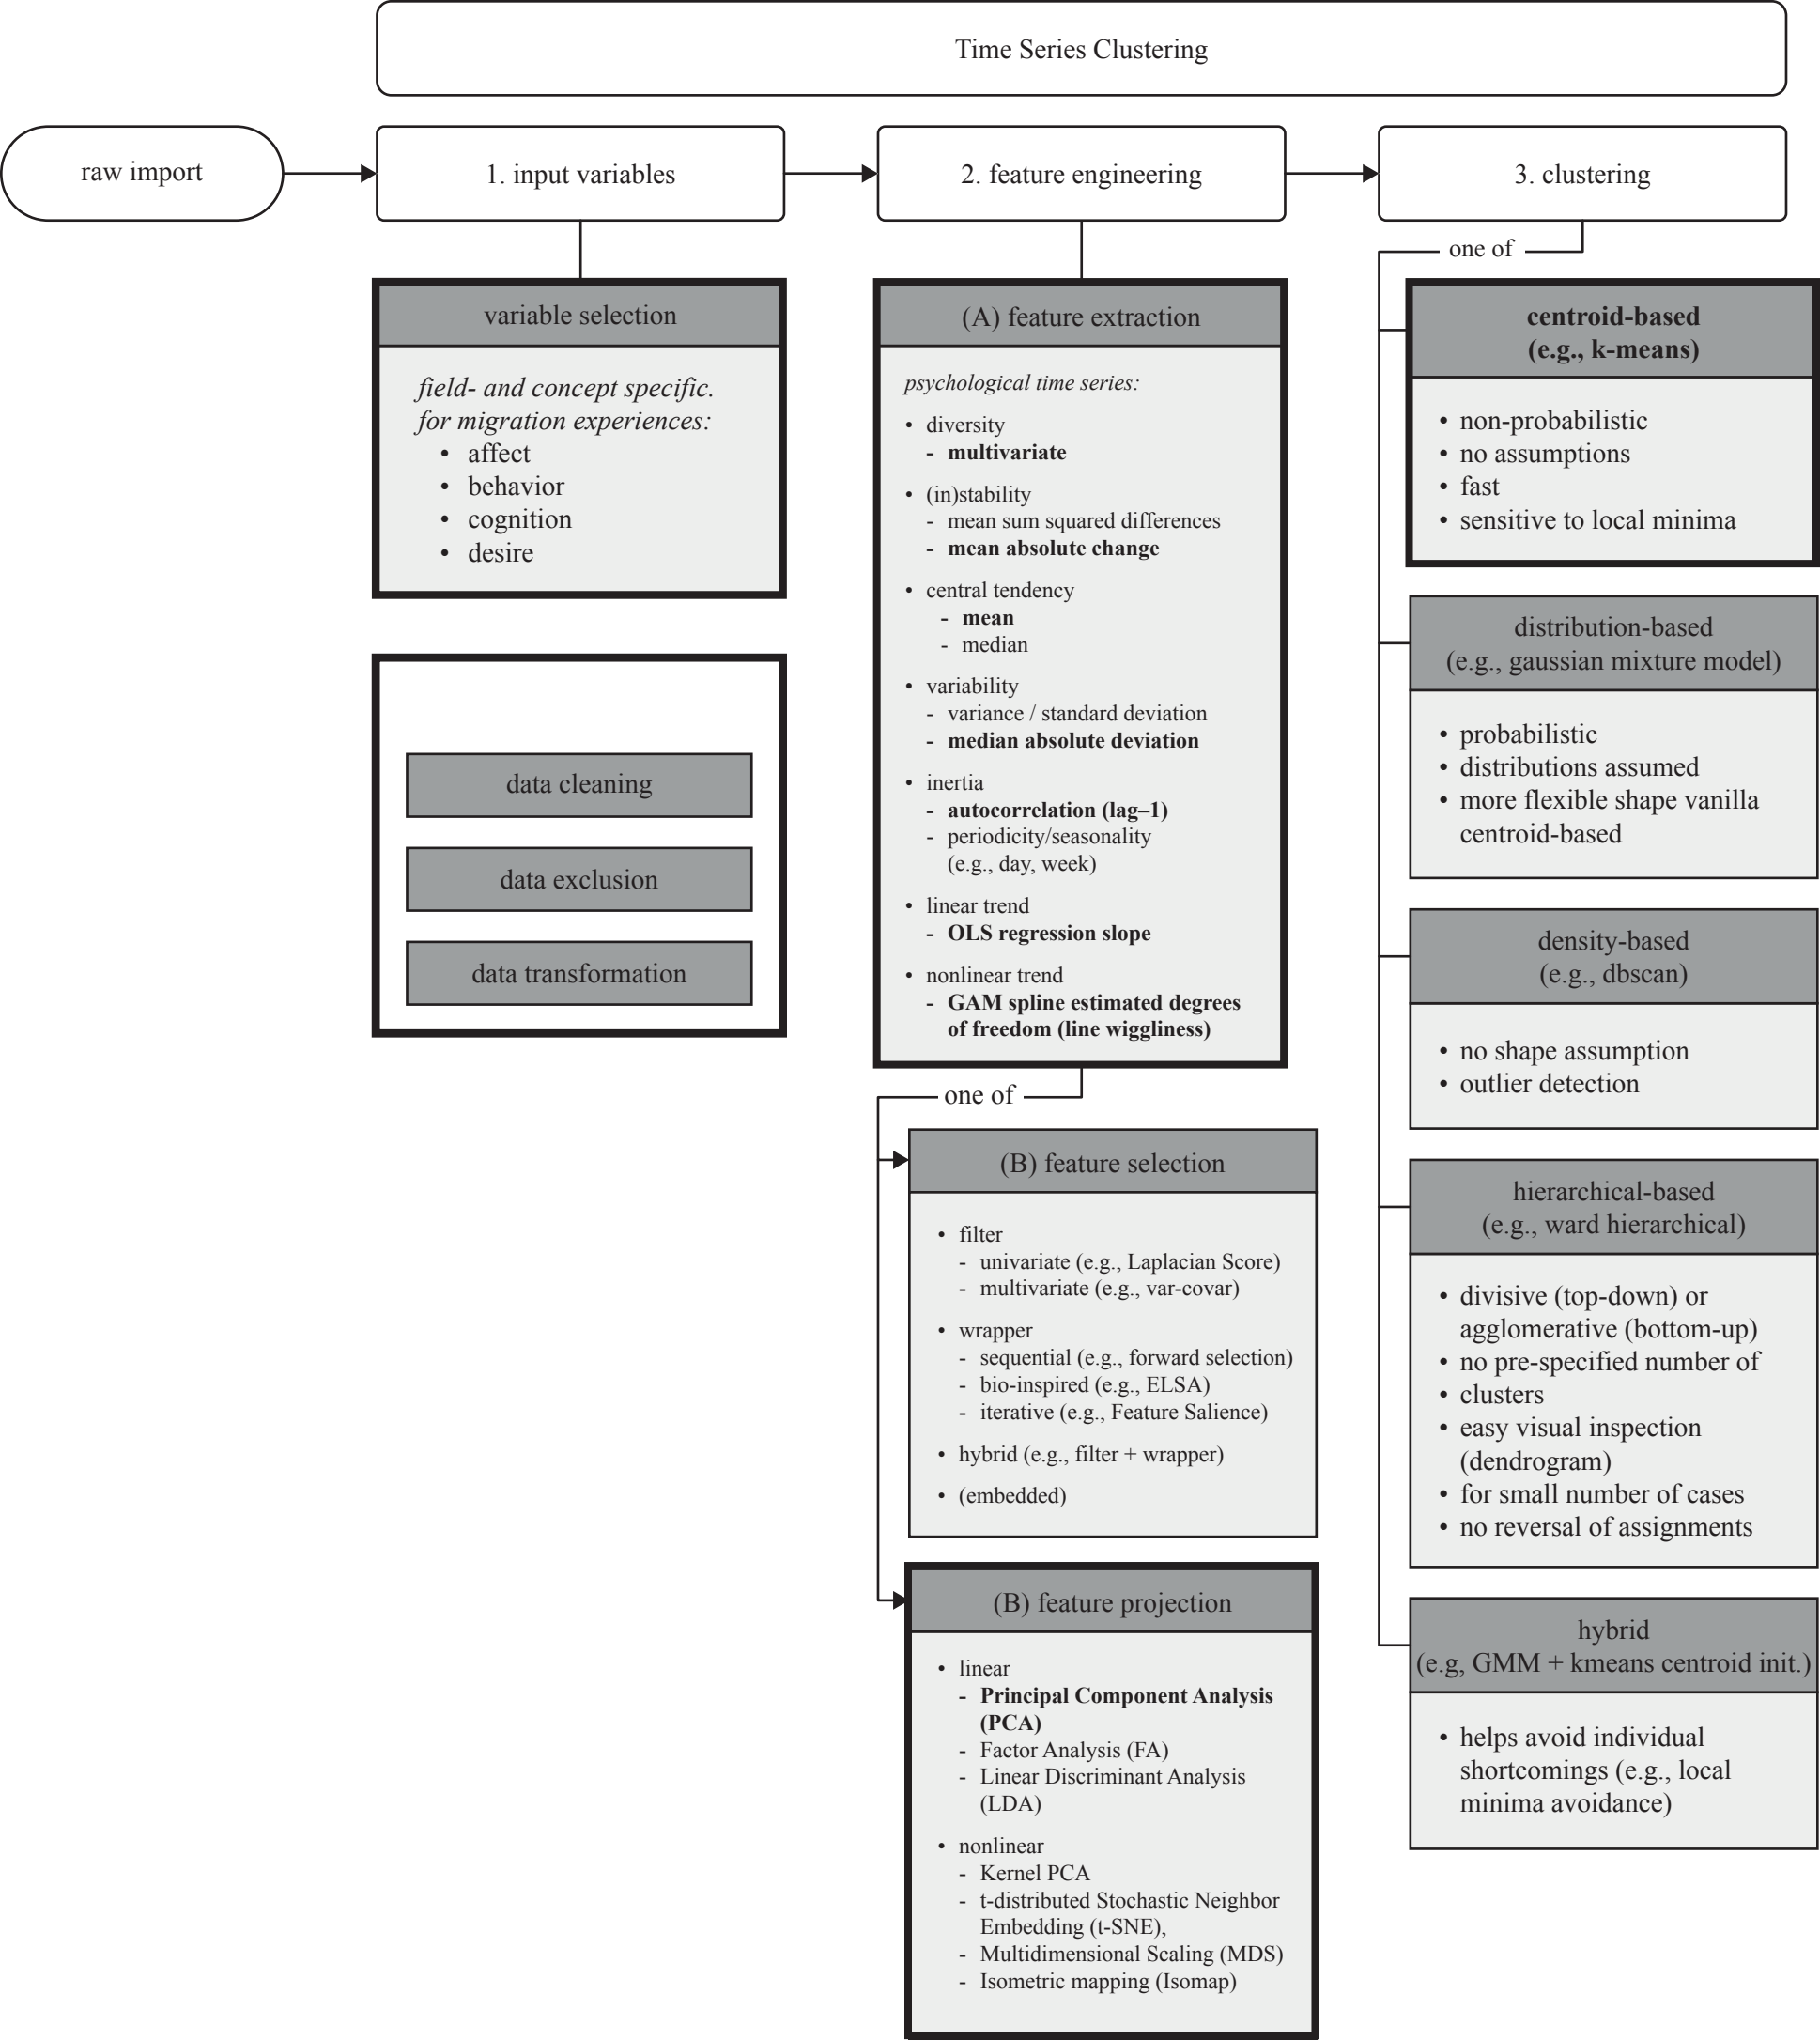 Time Series Clustering
raw import
1. input variables
2. feature engineering
3. clustering
variable selection
field- and concept specific.
for migration experiences:
• affect
• behavior
• cognition
• desire
data cleaning
data exclusion
data transformation
(A) feature extraction
psychological time series:
• diversity
- multivariate
• (in)stability
- mean sum squared differences
- mean absolute change
• central tendency
- mean
- median
• variability
- variance / standard deviation
- median absolute deviation
• inertia
- autocorrelation (lag–1)
- periodicity/seasonality
(e.g., day, week)
• linear trend
- OLS regression slope
• nonlinear trend
- GAM spline estimated degrees
of freedom (line wiggliness)
one of
(B) feature selection
• filter
- univariate (e.g., Laplacian Score)
- multivariate (e.g., var-covar)
• wrapper
- sequential (e.g., forward selection)
- bio-inspired (e.g., ELSA)
- iterative (e.g., Feature Salience)
• hybrid (e.g., filter + wrapper)
• (embedded)
(B) feature projection
• linear
- Principal Component Analysis
(PCA)
- Factor Analysis (FA)
- Linear Discriminant Analysis
(LDA)
• nonlinear
- Kernel PCA
- t-distributed Stochastic Neighbor
Embedding (t-SNE),
- Multidimensional Scaling (MDS)
- Isometric mapping (Isomap)
one of
centroid-based
(e.g., k-means)
• non-probabilistic
• no assumptions
• fast
• sensitive to local minima
distribution-based
(e.g., gaussian mixture model)
• probabilistic
• distributions assumed
• more flexible shape vanilla
centroid-based
density-based
(e.g., dbscan)
• no shape assumption
• outlier detection
hierarchical-based
(e.g., ward hierarchical)
• divisive (top-down) or
agglomerative (bottom-up)
• no pre-specified number of
• clusters
• easy visual inspection
(dendrogram)
• for small number of cases
• no reversal of assignments
hybrid
(e.g, GMM + kmeans centroid init.)
• helps avoid individual
shortcomings (e.g., local
minima avoidance)